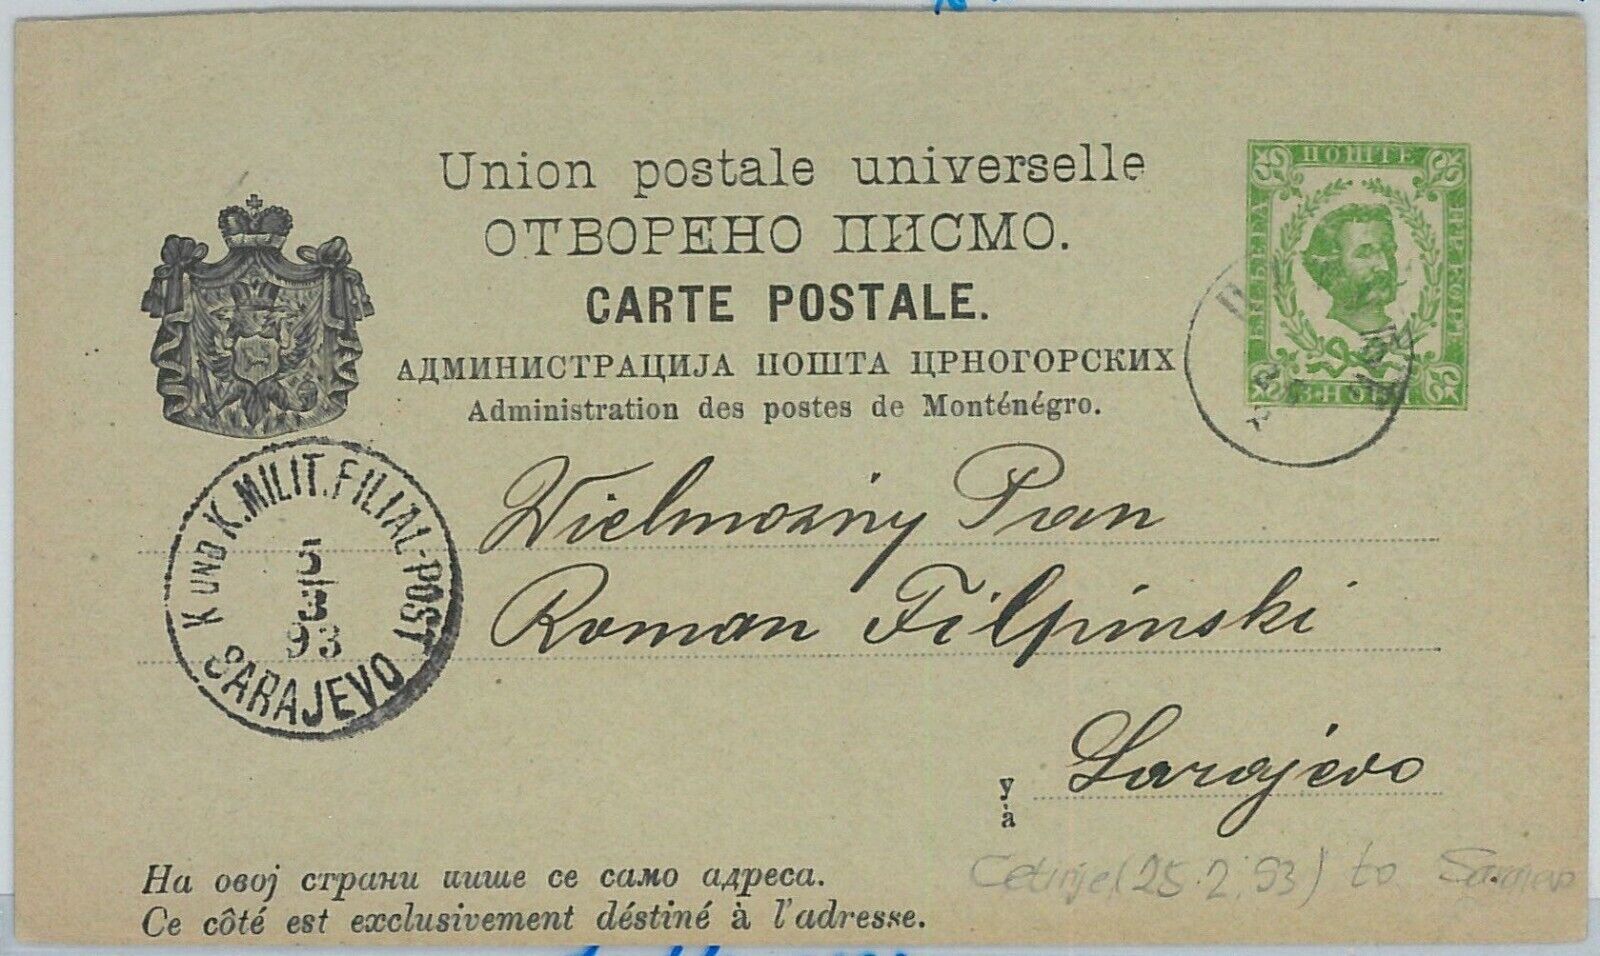 Union postale universelle
ОТВОРЕНО ПИСМО.
CARTE POSTALE.
АДМИНИСТРАЦИЈА ПОШТА ЦРНОГОРСКИХ
Administration des postes de Monténégro.
ПОШТЕ
K UND K. MILIT. FILIAL-POST
5
3
93
SARAJEVO
Wielmożny Pan
Roman Filipinski
у
à
Sarajevo
Cetinje (25.2.93) to Sarajevo
На овој страни пише се само адреса.
Ce côté est exclusivement déstiné à l'adresse.